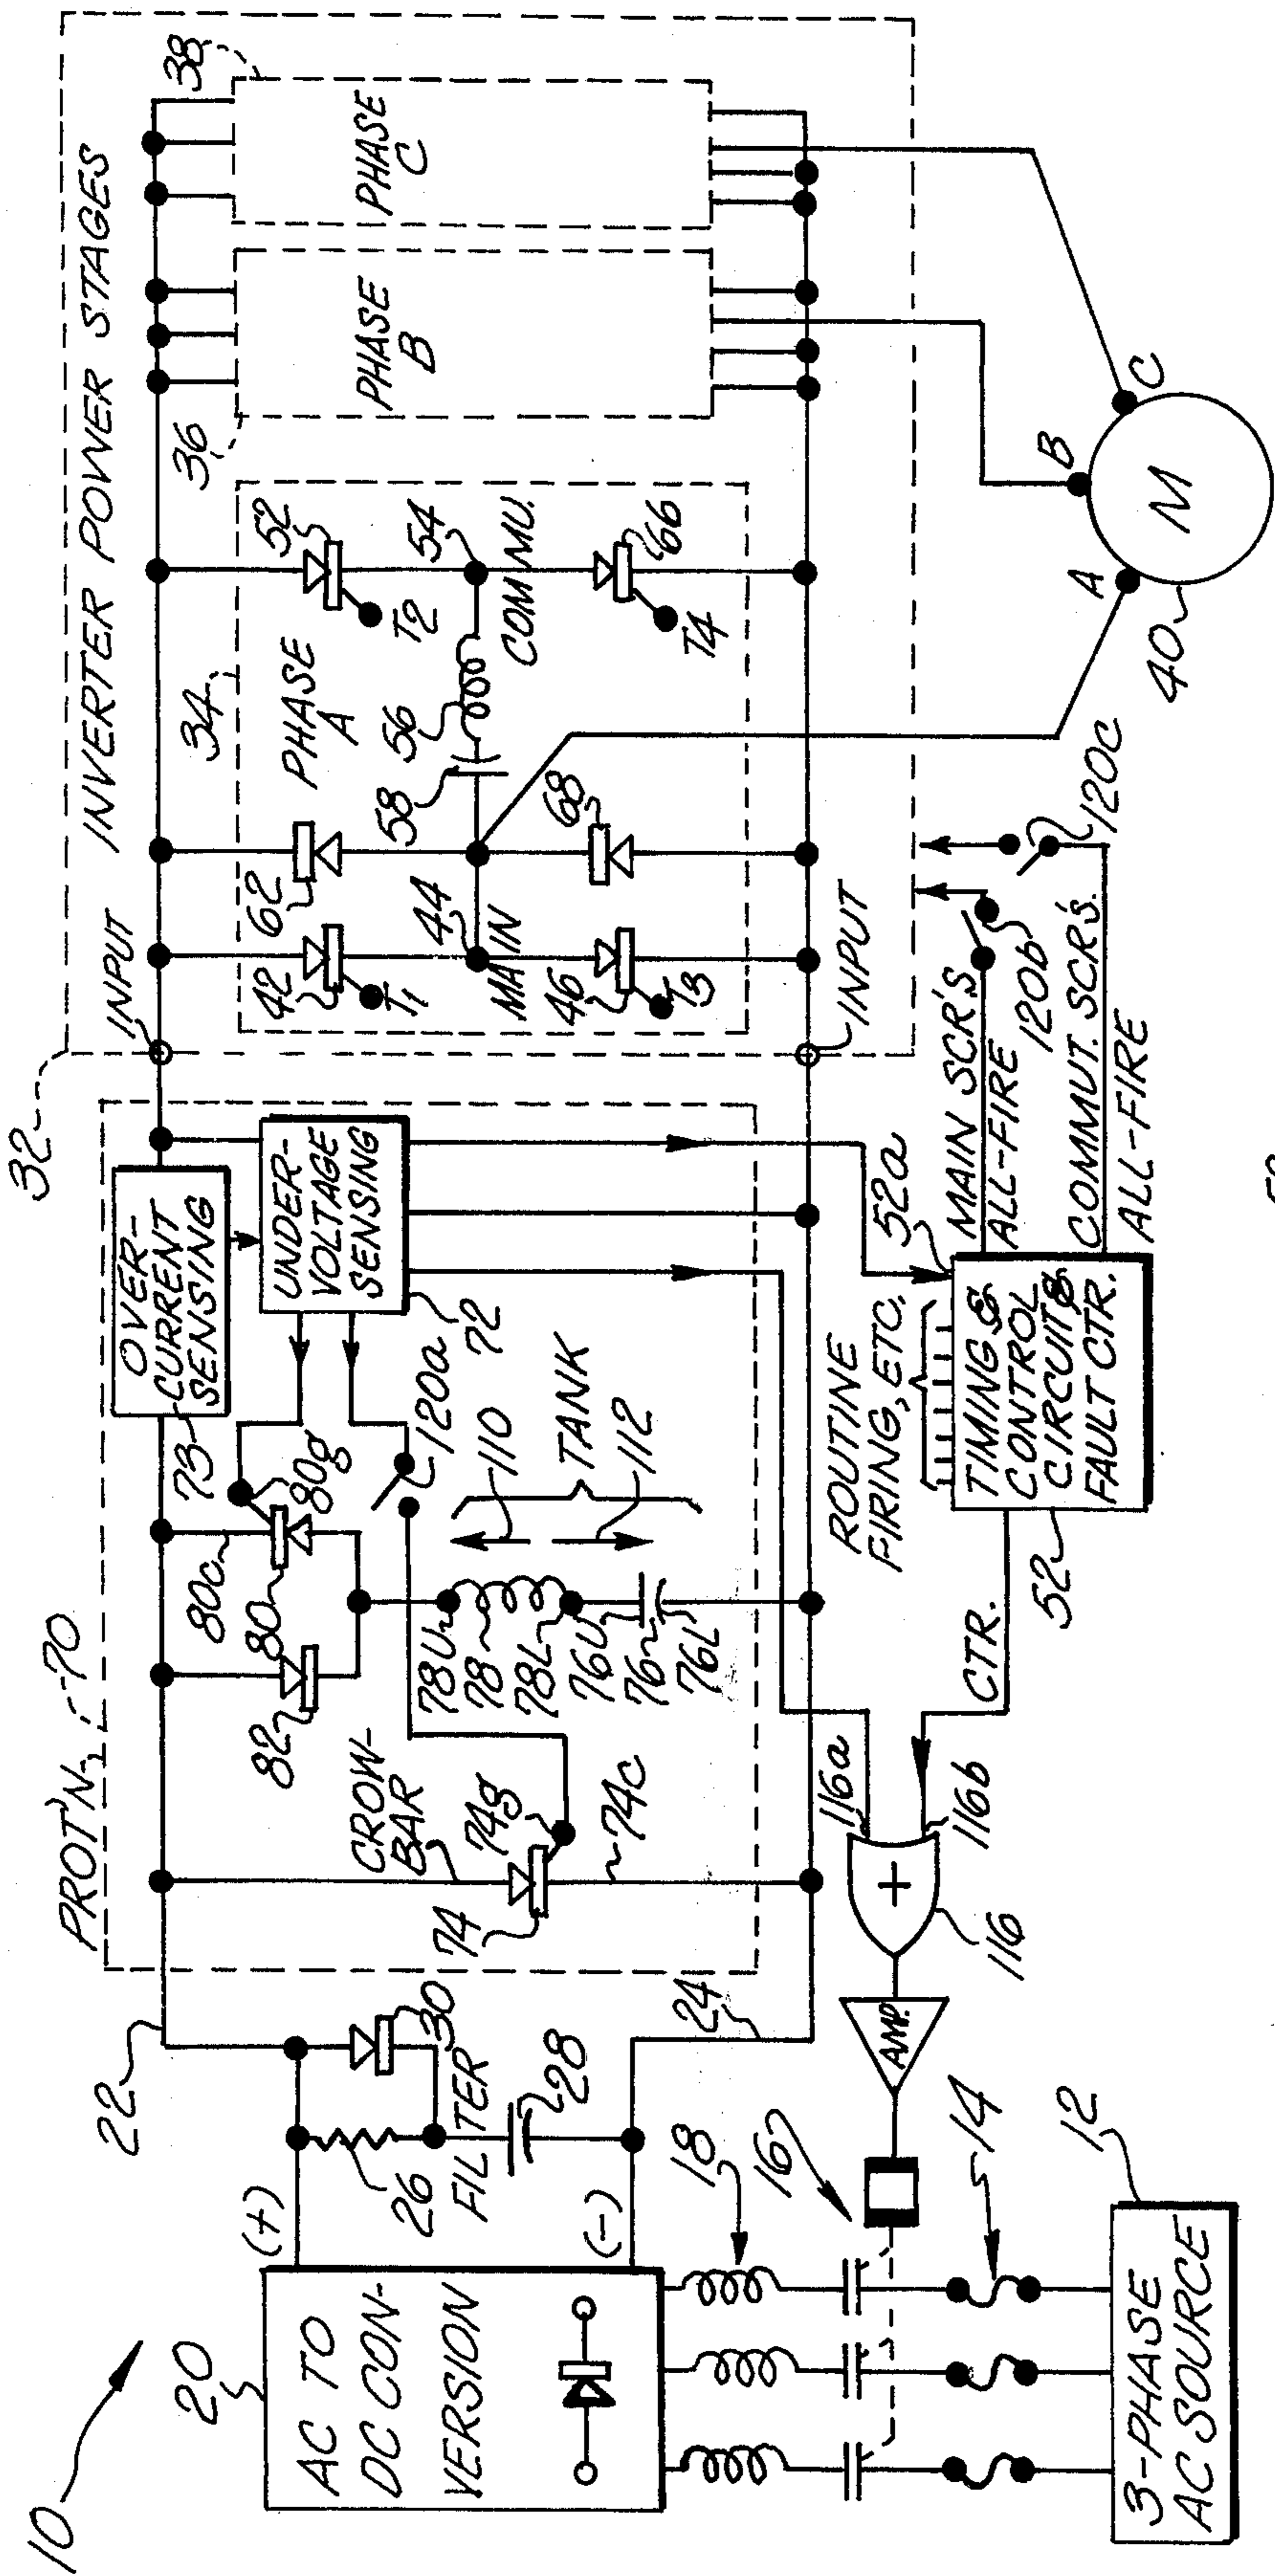 10
20
AC TO
DC CON-
VERSION
(+)
(-)
22
26
30
FILTER
28
24
18
16
14
12
3-PHASE
AC SOURCE
AMP.
116
116a
116b
+
CTR.
PROT'N.
70
CROW-
BAR
74
74g
74c
82
80
80c
80g
73
OVER-
CURRENT
SENSING
UNDER-
VOLTAGE
SENSING
72
120a
110
TANK
112
78U
78
78L
76U
76
76L
ROUTINE
FIRING, ETC.
52a
TIMING &
CONTROL
CIRCUIT &
FAULT CTR.
52
MAIN SCR'S
ALL-FIRE
120b
COMMUT. SCR'S.
ALL-FIRE
120c
32
INPUT
INPUT
INVERTER POWER STAGES
34
PHASE
A
42
T1
62
44
MAIN
46
T3
58
56
68
52
T2
54
COMMU.
66
T4
36
PHASE
B
38
PHASE
C
A
B
C
M
40